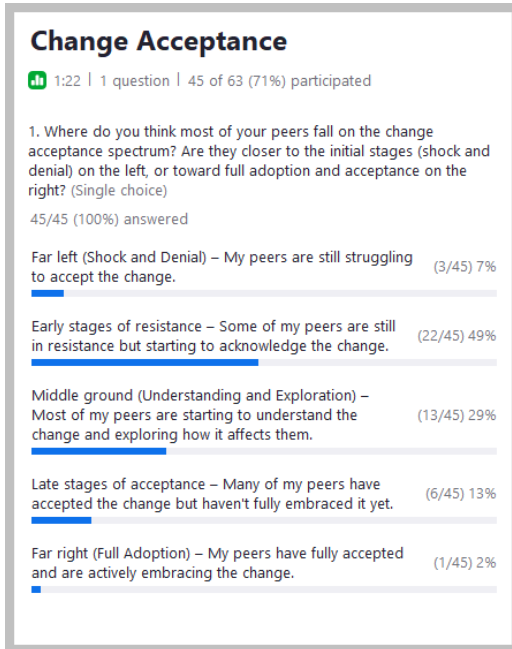 Change Acceptance
1:22 | 1 question | 45 of 63 (71%) participated
1. Where do you think most of your peers fall on the change
acceptance spectrum? Are they closer to the initial stages (shock and
denial) on the left, or toward full adoption and acceptance on the
right? (Single choice)
45/45 (100%) answered
Far left (Shock and Denial) – My peers are still struggling
to accept the change.
(3/45) 7%
Early stages of resistance – Some of my peers are still
in resistance but starting to acknowledge the change.
(22/45) 49%
Middle ground (Understanding and Exploration) –
Most of my peers are starting to understand the
change and exploring how it affects them.
(13/45) 29%
Late stages of acceptance – Many of my peers have
accepted the change but haven't fully embraced it yet.
(6/45) 13%
Far right (Full Adoption) – My peers have fully accepted
and are actively embracing the change.
(1/45) 2%